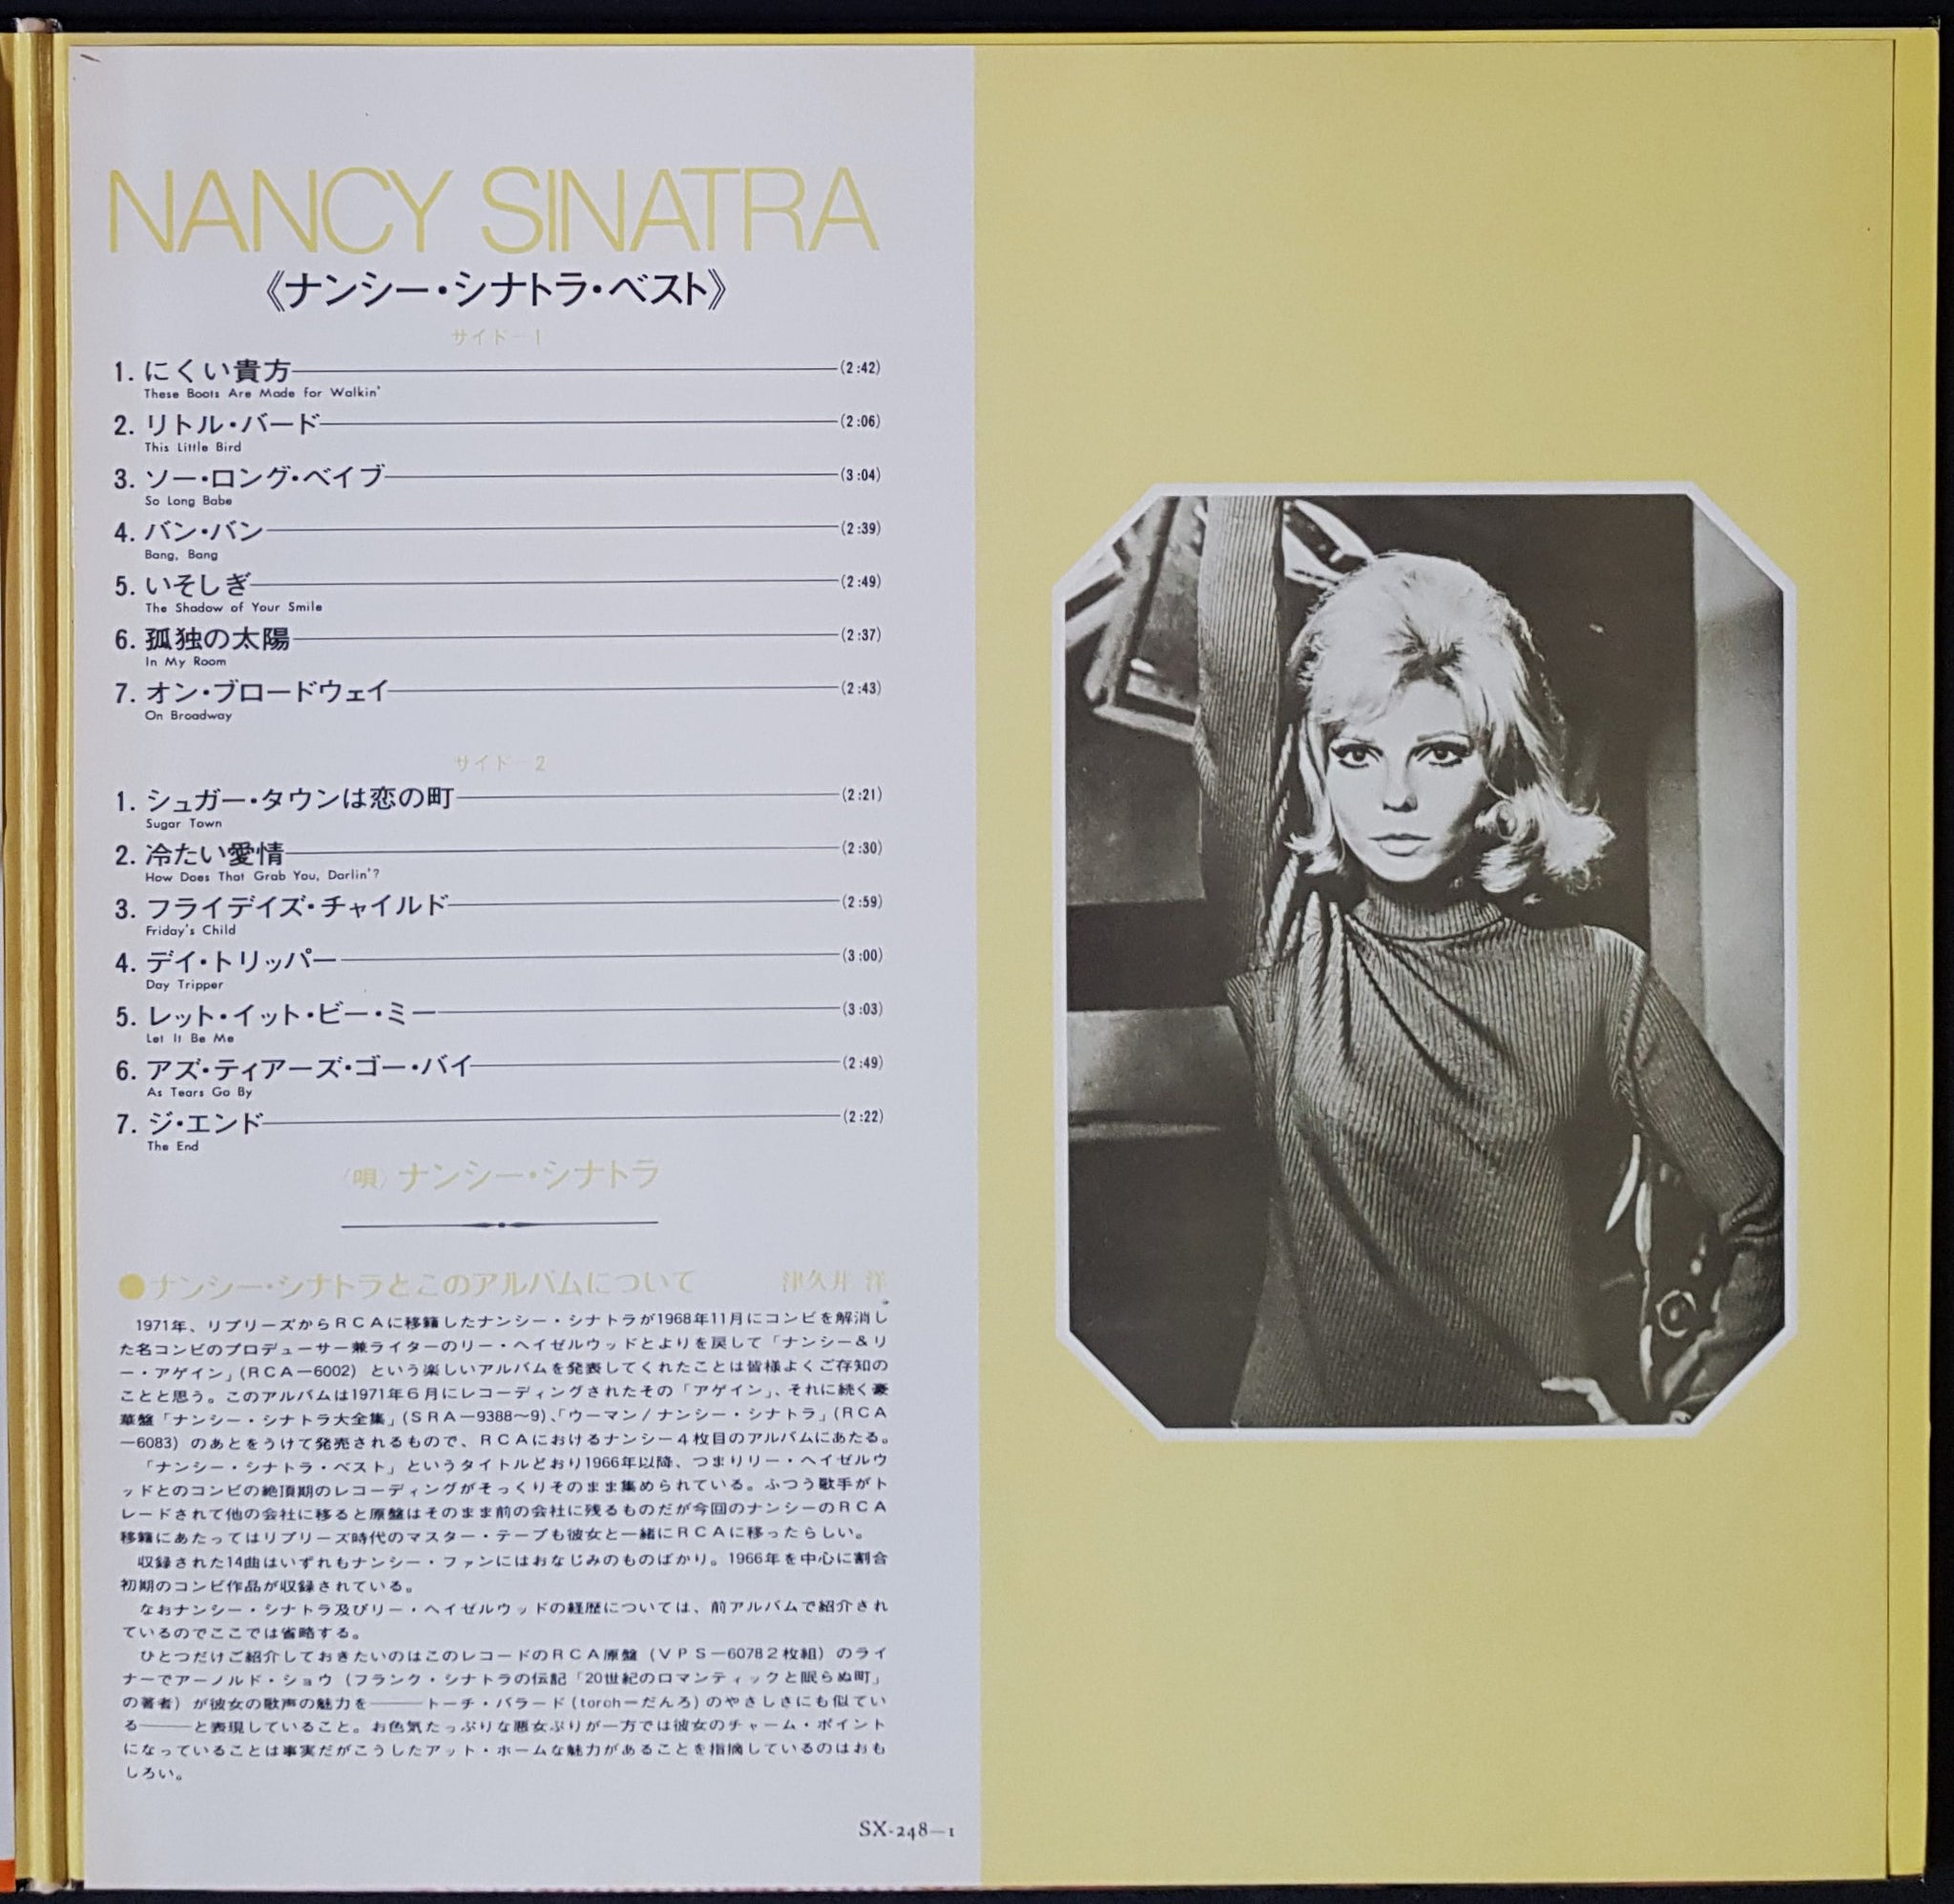 NANCY SINATRA
《ナンシー・シナトラ・ベスト》
サイド—1
1. にくい貴方 (2:42)
These Boots Are Made for Walkin'
2. リトル・バード (2:06)
This Little Bird
3. ソー・ロング・ベイブ (3:04)
So Long Babe
4. バン・バン (2:39)
Bang, Bang
5. いそしぎ (2:49)
The Shadow of Your Smile
6. 孤独の太陽 (2:37)
In My Room
7. オン・ブロードウェイ (2:43)
On Broadway
サイド—2
1. シュガー・タウンは恋の町 (2:21)
Sugar Town
2. 冷たい愛情 (2:30)
How Does That Grab You, Darlin'?
3. フライデイズ・チャイルド (2:59)
Friday's Child
4. デイ・トリッパー (3:00)
Day Tripper
5. レット・イット・ビー・ミー (3:03)
Let It Be Me
6. アズ・ティアーズ・ゴー・バイ (2:49)
As Tears Go By
7. ジ・エンド (2:22)
The End
〈唄〉ナンシー・シナトラ
●ナンシー・シナトラとこのアルバムについて 津久井 洋
1971年、リプリーズからRCAに移籍したナンシー・シナトラが1968年11月にコンビを解消し
た名コンビのプロデューサー兼ライターのリー・ヘイゼルウッドとよりを戻して「ナンシー&リ
ー・アゲイン」(RCA—6002) という楽しいアルバムを発表してくれたことは皆様よくご存知の
ことと思う。このアルバムは1971年6月にレコーディングされたその「アゲイン」、それに続く豪
華盤「ナンシー・シナトラ大全集」(SRA—9388〜9)、「ウーマン/ナンシー・シナトラ」(RCA
—6083) のあとをうけて発売されるもので、RCAにおけるナンシー4枚目のアルバムにあたる。
「ナンシー・シナトラ・ベスト」というタイトルどおり1966年以降、つまりリー・ヘイゼルウ
ッドとのコンビの絶頂期のレコーディングがそっくりそのまま集められている。ふつう歌手がト
レードされて他の会社に移ると原盤はそのまま前の会社に残るものだが今回のナンシーのRCA
移籍にあたってはリプリーズ時代のマスター・テープも彼女と一緒にRCAに移ったらしい。
収録された14曲はいずれもナンシー・ファンにはおなじみのものばかり。1966年を中心に割合
初期のコンビ作品が収録されている。
なおナンシー・シナトラ及びリー・ヘイゼルウッドの経歴については、前アルバムで紹介され
ているのでここでは省略する。
ひとつだけご紹介しておきたいのはこのレコードのRCA原盤 (VPS—6078 2枚組) のライ
ナーでアーノルド・ショウ (フランク・シナトラの伝記「20世紀のロマンティックと眠らぬ町」
の著者) が彼女の歌声の魅力を———トーチ・バラード (torch—だんろ) のやさしさにも似てい
る———と表現していること。お色気たっぷりな悪女ぶりが一方では彼女のチャーム・ポイント
になっていることは事実だがこうしたアット・ホームな魅力があることを指摘しているのはおも
しろい。
SX-248—1